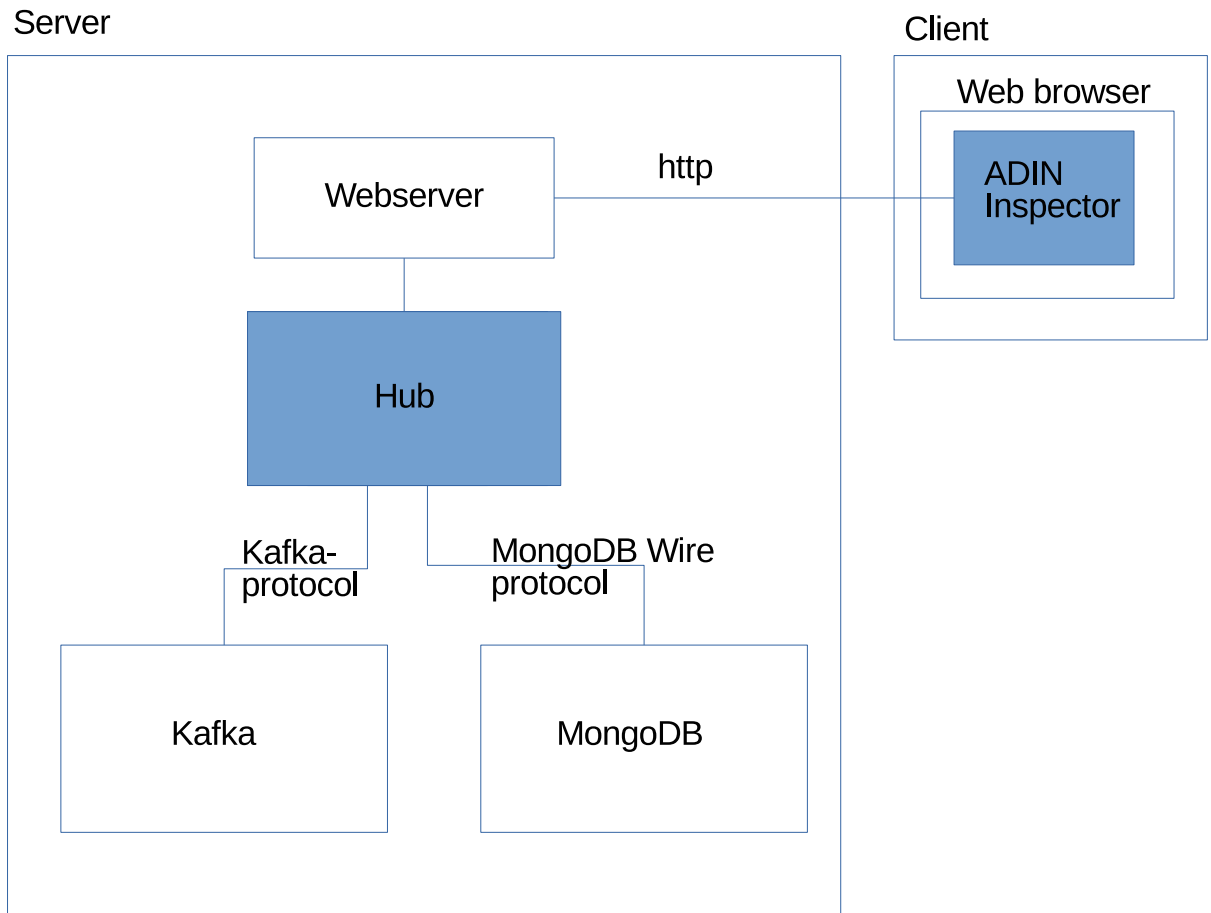 Server
Client
Web browser
ADIN
Inspector
http
Webserver
Hub
Kafka-
protocol
MongoDB Wire
protocol
Kafka
MongoDB